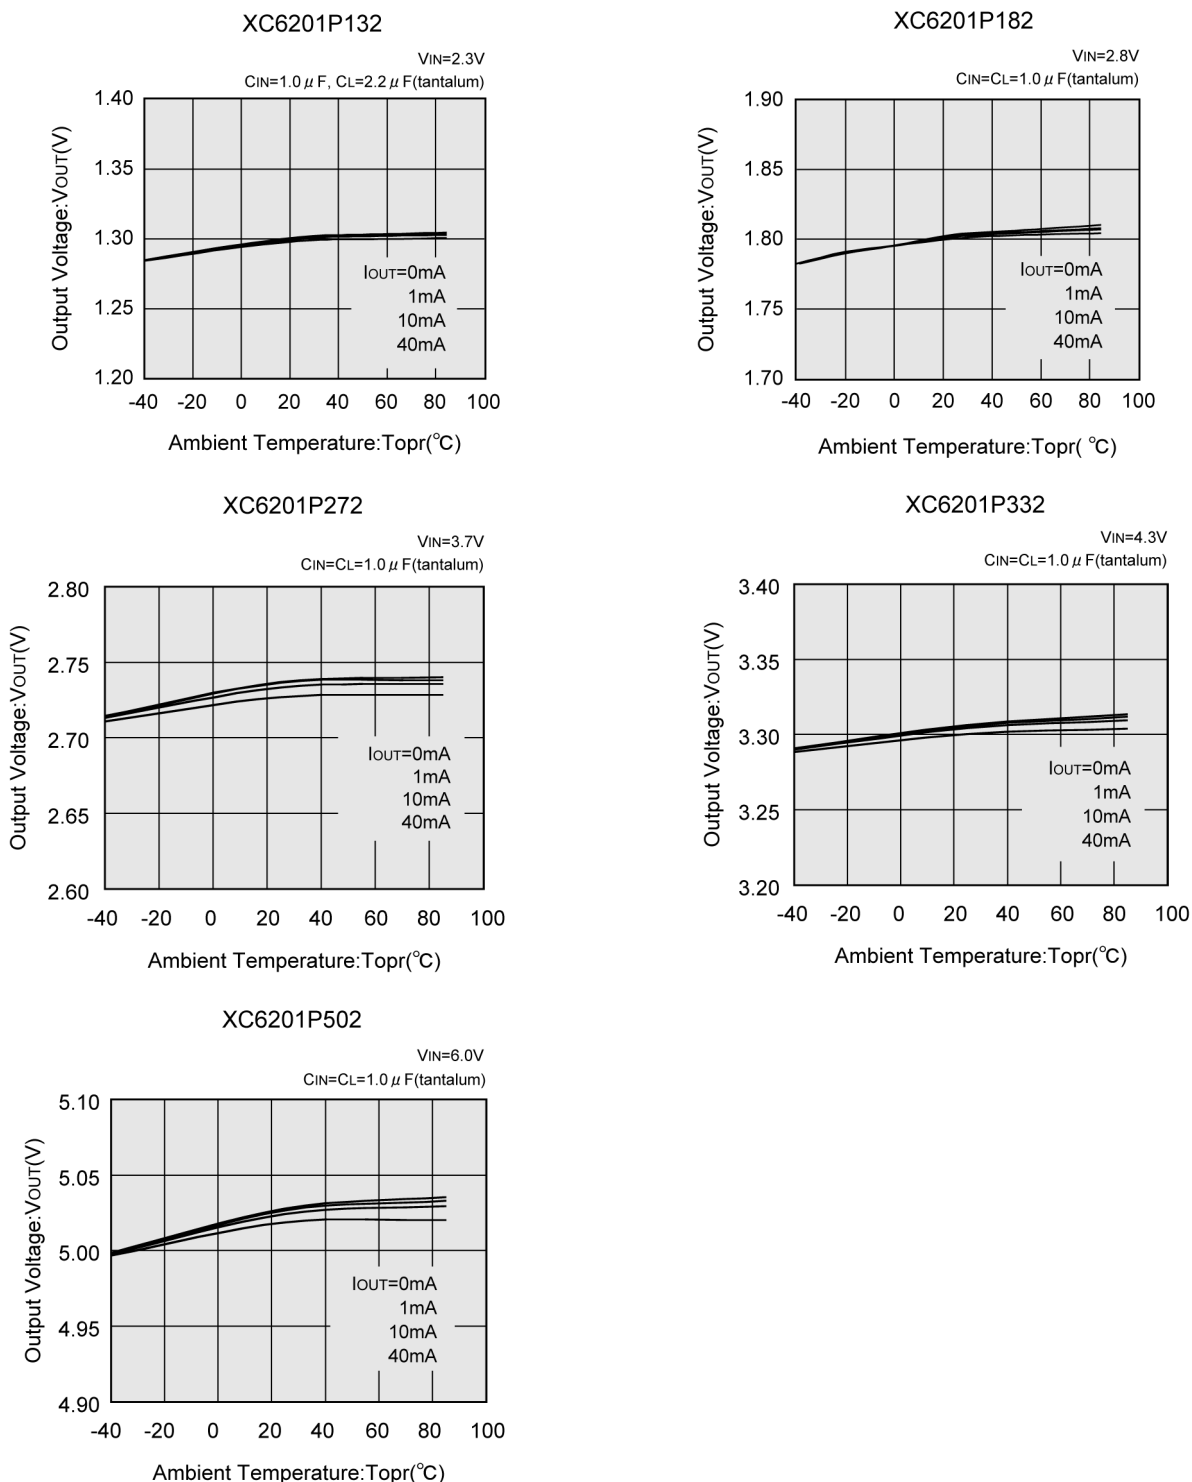 XC6201P132
VIN=2.3V
CIN=1.0 μ F, CL=2.2 μ F(tantalum)
1.40
1.35
1.30
1.25
1.20
Output Voltage:VOUT(V)
IOUT=0mA
1mA
10mA
40mA
-40 -20 0 20 40 60 80 100
Ambient Temperature:Topr(℃)
XC6201P182
VIN=2.8V
CIN=CL=1.0 μ F(tantalum)
1.90
1.85
1.80
1.75
1.70
Output Voltage:VOUT(V)
IOUT=0mA
1mA
10mA
40mA
-40 -20 0 20 40 60 80 100
Ambient Temperature:Topr( ℃)
XC6201P272
VIN=3.7V
CIN=CL=1.0 μ F(tantalum)
2.80
2.75
2.70
2.65
2.60
Output Voltage:VOUT(V)
IOUT=0mA
1mA
10mA
40mA
-40 -20 0 20 40 60 80 100
Ambient Temperature:Topr(℃)
XC6201P332
VIN=4.3V
CIN=CL=1.0 μ F(tantalum)
3.40
3.35
3.30
3.25
3.20
Output Voltage:VOUT(V)
IOUT=0mA
1mA
10mA
40mA
-40 -20 0 20 40 60 80 100
Ambient Temperature:Topr(℃)
XC6201P502
VIN=6.0V
CIN=CL=1.0 μ F(tantalum)
5.10
5.05
5.00
4.95
4.90
Output Voltage:VOUT(V)
IOUT=0mA
1mA
10mA
40mA
-40 -20 0 20 40 60 80 100
Ambient Temperature:Topr(℃)